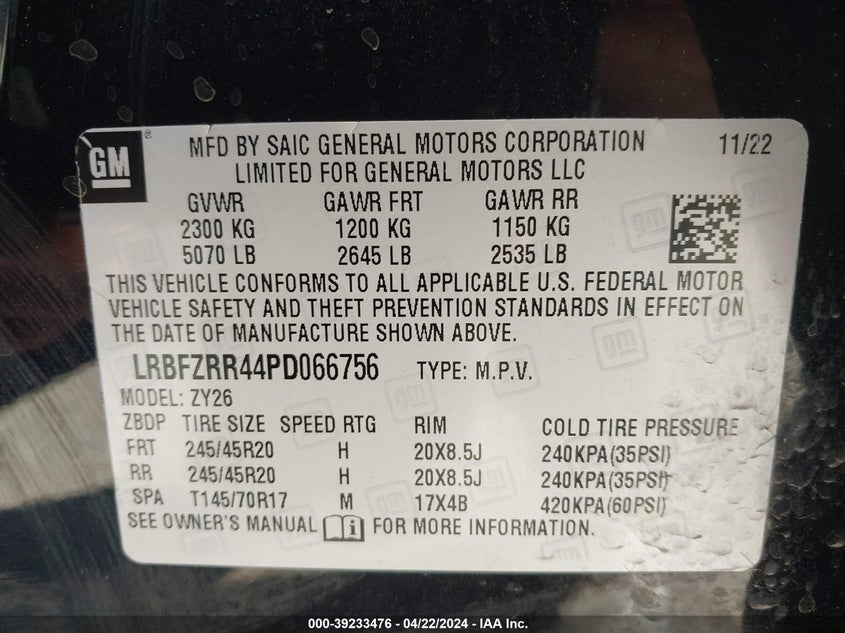 GM ® MFD BY SAIC GENERAL MOTORS CORPORATION 11/22
LIMITED FOR GENERAL MOTORS LLC
GVWR GAWR FRT GAWR RR
2300 KG 1200 KG 1150 KG
5070 LB 2645 LB 2535 LB
THIS VEHICLE CONFORMS TO ALL APPLICABLE U.S. FEDERAL MOTOR
VEHICLE SAFETY AND THEFT PREVENTION STANDARDS IN EFFECT ON
THE DATE OF MANUFACTURE SHOWN ABOVE.
LRBFZRR44PD066756 TYPE: M.P.V.
MODEL: ZY26
ZBDP TIRE SIZE SPEED RTG RIM COLD TIRE PRESSURE
FRT 245/45R20 H 20X8.5J 240KPA(35PSI)
RR 245/45R20 H 20X8.5J 240KPA(35PSI)
SPA T145/70R17 M 17X4B 420KPA(60PSI)
SEE OWNER'S MANUAL i FOR MORE INFORMATION.
000-39233476 - 04/22/2024 - IAA Inc.